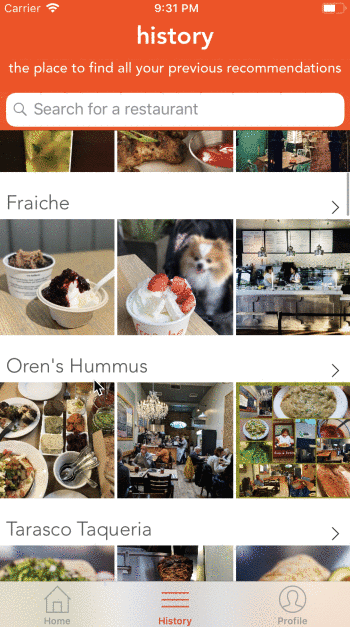 Carrier 9:31 PM
history
the place to find all your previous recommendations
Search for a restaurant
Fraiche
Oren's Hummus
Tarasco Taqueria
Home History Profile